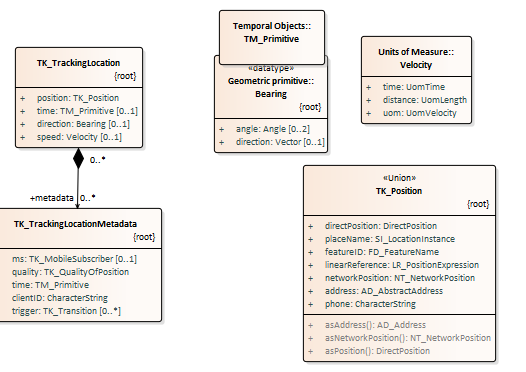 TK_TrackingLocation
{root}
+ position: TK_Position
+ time: TM_Primitive [0..1]
+ direction: Bearing [0..1]
+ speed: Velocity [0..1]
0..*
+metadata 0..*
TK_TrackingLocationMetadata
{root}
ms: TK_MobileSubscriber [0..1]
quality: TK_QualityOfPosition
time: TM_Primitive
clientID: CharacterString
trigger: TK_Transition [0..*]
Temporal Objects::
TM_Primitive
«datatype»
Geometric primitive::
Bearing
{root}
+ angle: Angle [0..2]
+ direction: Vector [0..1]
Units of Measure::
Velocity
+ time: UomTime
+ distance: UomLength
+ uom: UomVelocity
«Union»
TK_Position
{root}
+ directPosition: DirectPosition
+ placeName: SI_LocationInstance
+ featureID: FD_FeatureName
+ linearReference: LR_PositionExpression
+ networkPosition: NT_NetworkPosition
+ address: AD_AbstractAddress
+ phone: CharacterString
+ asAddress(): AD_Address
+ asNetworkPosition(): NT_NetworkPosition
+ asPosition(): DirectPosition